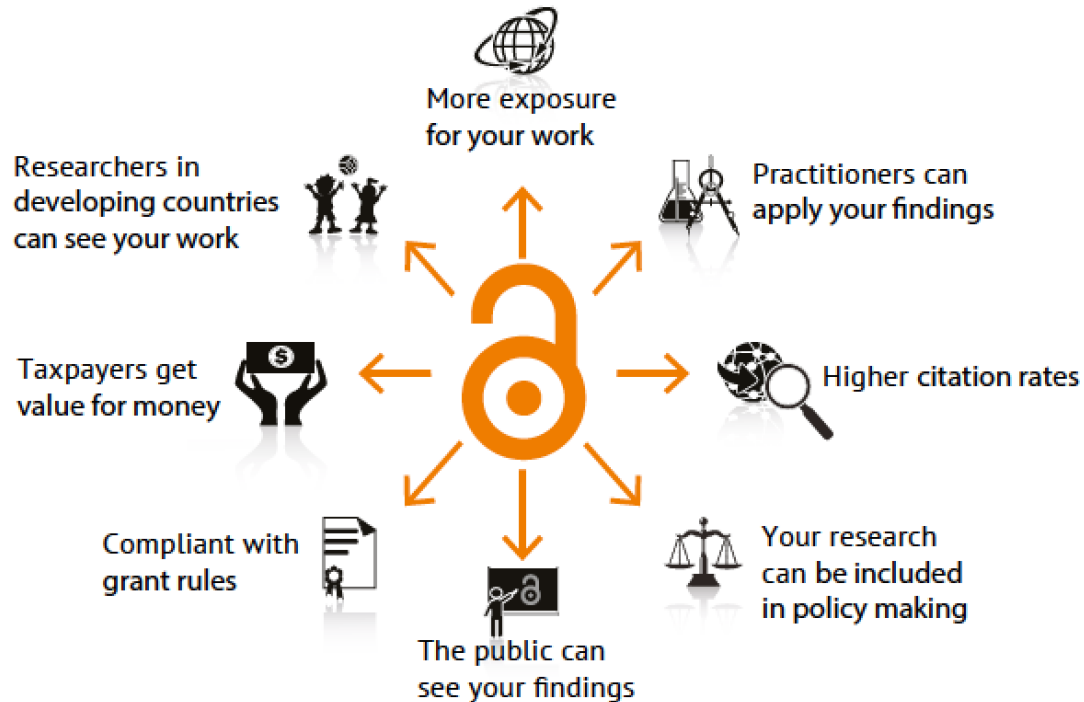 More exposure
for your work
Practitioners can
apply your findings
Higher citation rates
Your research
can be included
in policy making
The public can
see your findings
Compliant with
grant rules
Taxpayers get
value for money
$
Researchers in
developing countries
can see your work